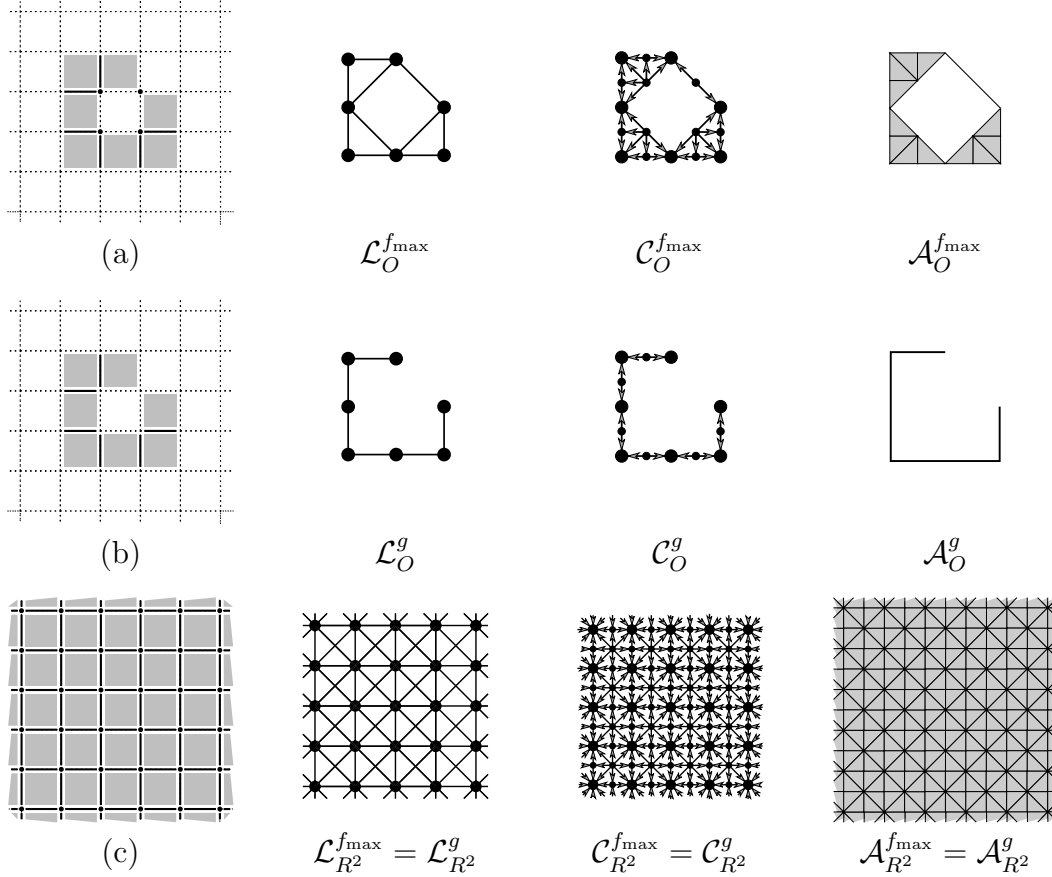 (a) $\mathcal{L}_O^{f_{\max}}$ $\mathcal{C}_O^{f_{\max}}$ $\mathcal{A}_O^{f_{\max}}$
(b) $\mathcal{L}_O^{g}$ $\mathcal{C}_O^{g}$ $\mathcal{A}_O^{g}$
(c) $\mathcal{L}_{R^2}^{f_{\max}} = \mathcal{L}_{R^2}^{g}$ $\mathcal{C}_{R^2}^{f_{\max}} = \mathcal{C}_{R^2}^{g}$ $\mathcal{A}_{R^2}^{f_{\max}} = \mathcal{A}_{R^2}^{g}$